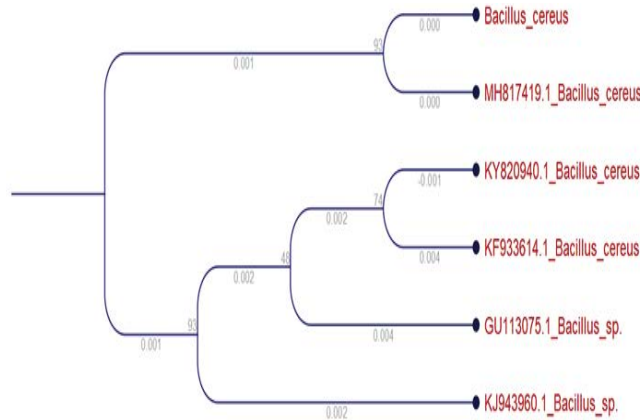 0.000
Bacillus_cereus
93
0.001
0.000
MH817419.1_Bacillus_cereus
-0.001
KY820940.1_Bacillus_cereus
74
0.002
0.004
KF933614.1_Bacillus_cereus
48
0.002
0.004
GU113075.1_Bacillus_sp.
93
0.001
0.002
KJ943960.1_Bacillus_sp.